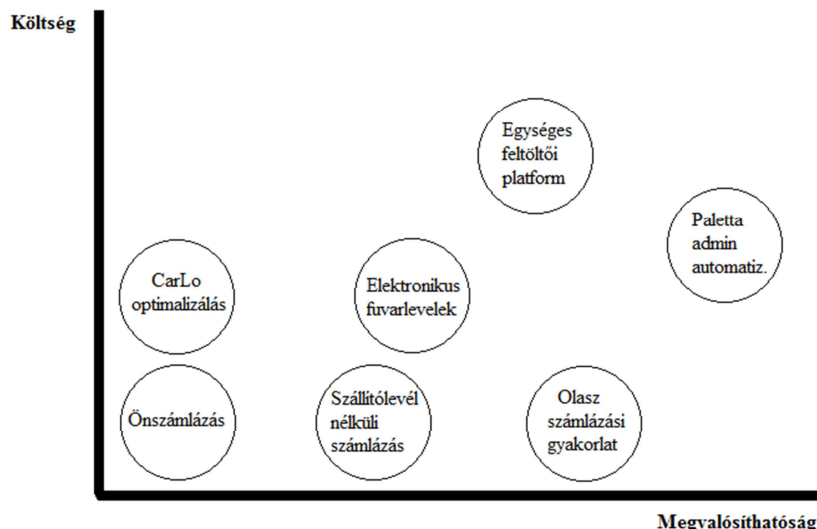 Költség
Egységes
feltöltői
platform
Paletta
admin
automatiz.
CarLo
optimalizálás
Elektronikus
fuvarlevelek
Önszámlázás
Szállítólevél
nélküli
számlázás
Olasz
számlázási
gyakorlat
Megvalósíthatóság